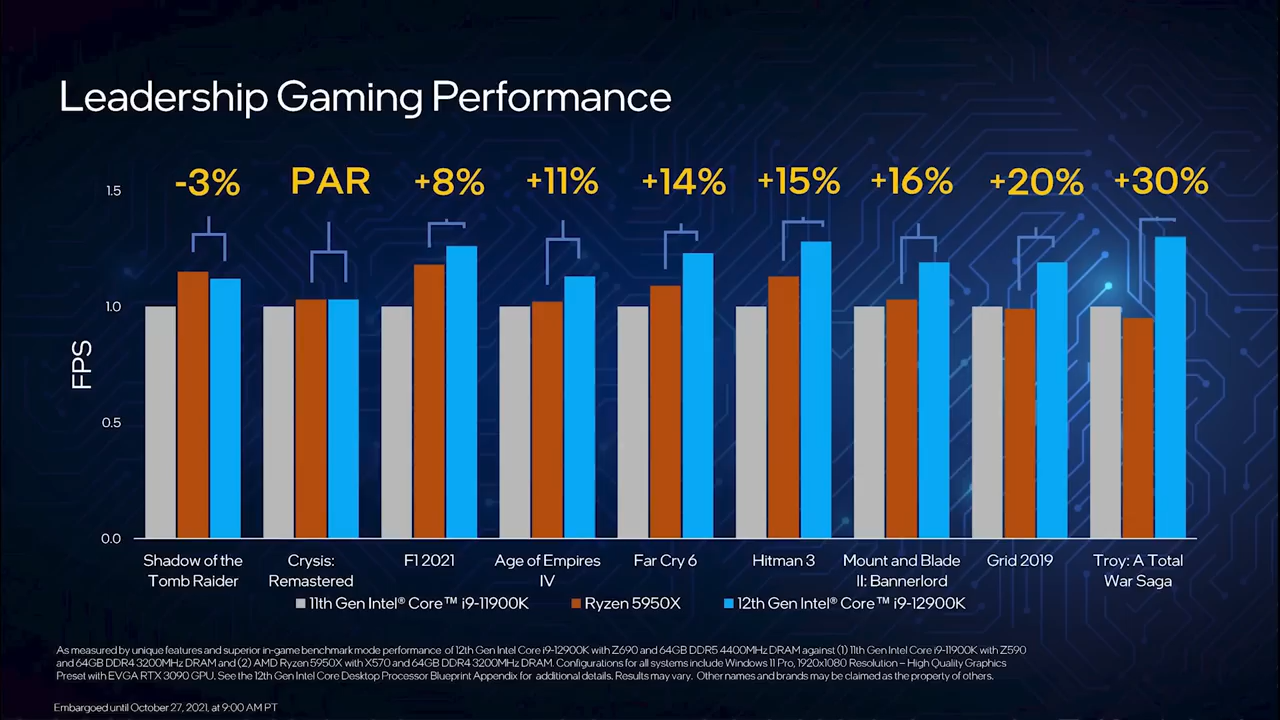 Leadership Gaming Performance
-3% PAR +8% +11% +14% +15% +16% +20% +30%
1.5
1.0
0.5
0.0
FPS
Shadow of the
Tomb Raider
Crysis:
Remastered
F1 2021
Age of Empires
IV
Far Cry 6
Hitman 3
Mount and Blade
II: Bannerlord
Grid 2019
Troy: A Total
War Saga
11th Gen Intel® Core™ i9-11900K
Ryzen 5950X
12th Gen Intel® Core™ i9-12900K
As measured by unique features and superior in-game benchmark mode performance of 12th Gen Intel Core i9-12900K with Z690 and 64GB DDR5 4400MHz DRAM against (1) 11th Gen Intel Core i9-11900K with Z590
and 64GB DDR4 3200MHz DRAM and (2) AMD Ryzen 5950X with X570 and 64GB DDR4 3200MHz DRAM. Configurations for all systems include Windows 11 Pro, 1920x1080 Resolution – High Quality Graphics
Preset with EVGA RTX 3090 GPU. See the 12th Gen Intel Core Desktop Processor Blueprint Appendix for additional details. Results may vary. Other names and brands may be claimed as the property of others.
Embargoed until October 27, 2021, at 9:00 AM PT